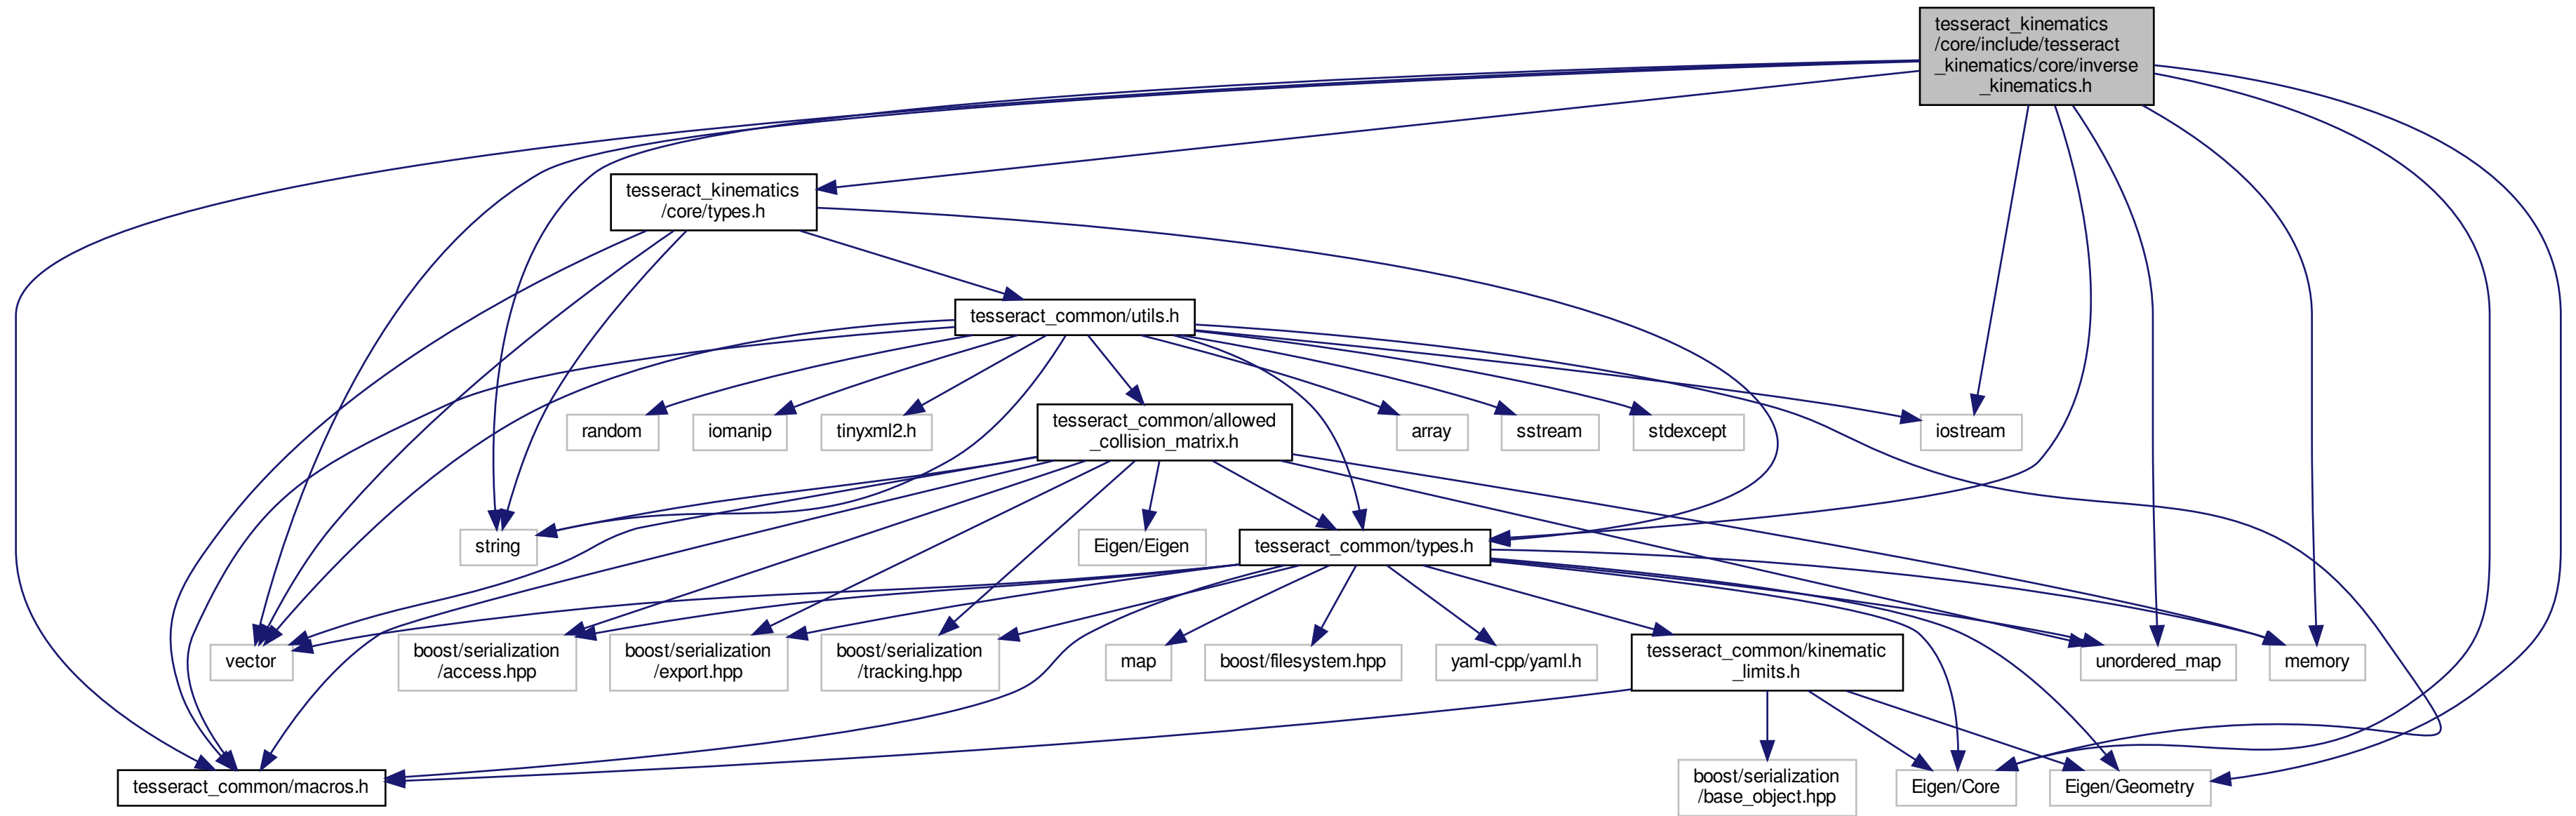 tesseract_kinematics
/core/include/tesseract
_kinematics/core/inverse
_kinematics.h
tesseract_kinematics
/core/types.h
tesseract_common/utils.h
random
iomanip
tinyxml2.h
tesseract_common/allowed
_collision_matrix.h
array
sstream
stdexcept
iostream
string
Eigen/Eigen
tesseract_common/types.h
vector
boost/serialization
/access.hpp
boost/serialization
/export.hpp
boost/serialization
/tracking.hpp
map
boost/filesystem.hpp
yaml-cpp/yaml.h
tesseract_common/kinematic
_limits.h
unordered_map
memory
tesseract_common/macros.h
boost/serialization
/base_object.hpp
Eigen/Core
Eigen/Geometry